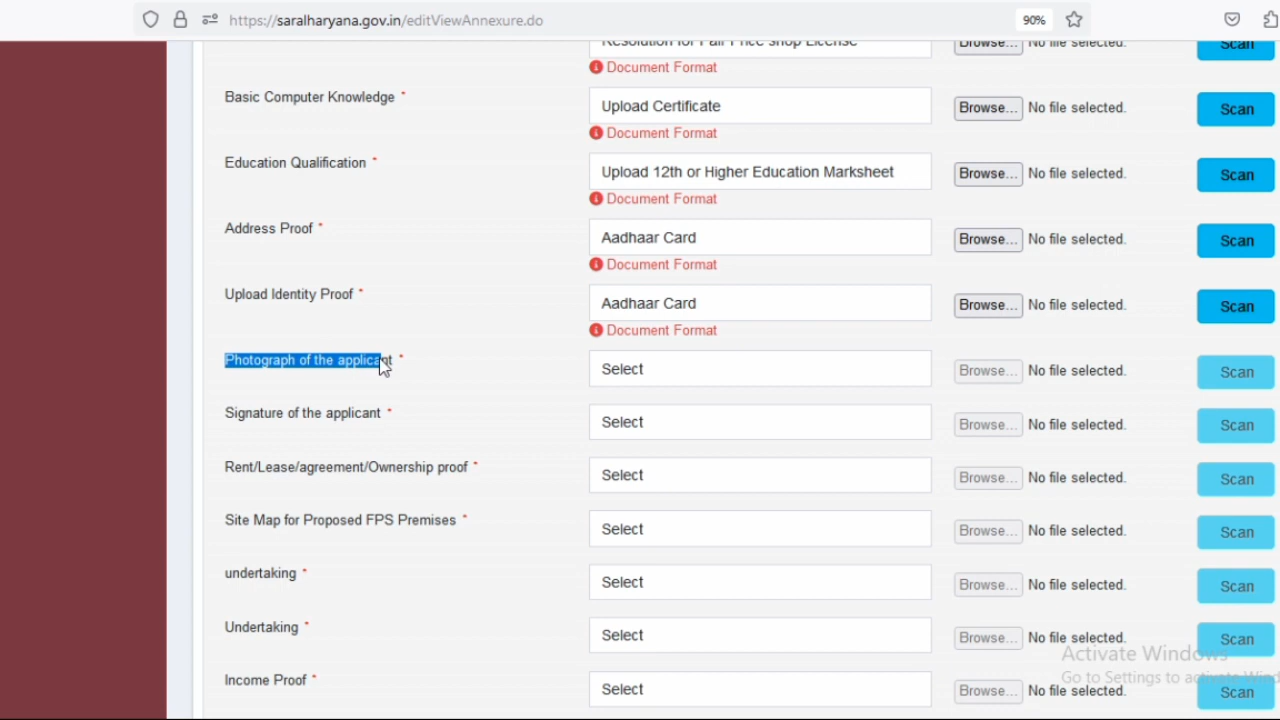 https://saralharyana.gov.in/editViewAnnexure.do 90%
Resolution for Fair Price shop License Browse... No file selected. Scan
Document Format
Basic Computer Knowledge * Upload Certificate Browse... No file selected. Scan
Document Format
Education Qualification * Upload 12th or Higher Education Marksheet Browse... No file selected. Scan
Document Format
Address Proof * Aadhaar Card Browse... No file selected. Scan
Document Format
Upload Identity Proof * Aadhaar Card Browse... No file selected. Scan
Document Format
Photograph of the applicant * Select Browse... No file selected. Scan
Signature of the applicant * Select Browse... No file selected. Scan
Rent/Lease/agreement/Ownership proof * Select Browse... No file selected. Scan
Site Map for Proposed FPS Premises * Select Browse... No file selected. Scan
undertaking * Select Browse... No file selected. Scan
Undertaking * Select Browse... No file selected. Scan
Activate Windows
Go to Settings to activate Wind
Income Proof * Select Browse... No file selected. Scan